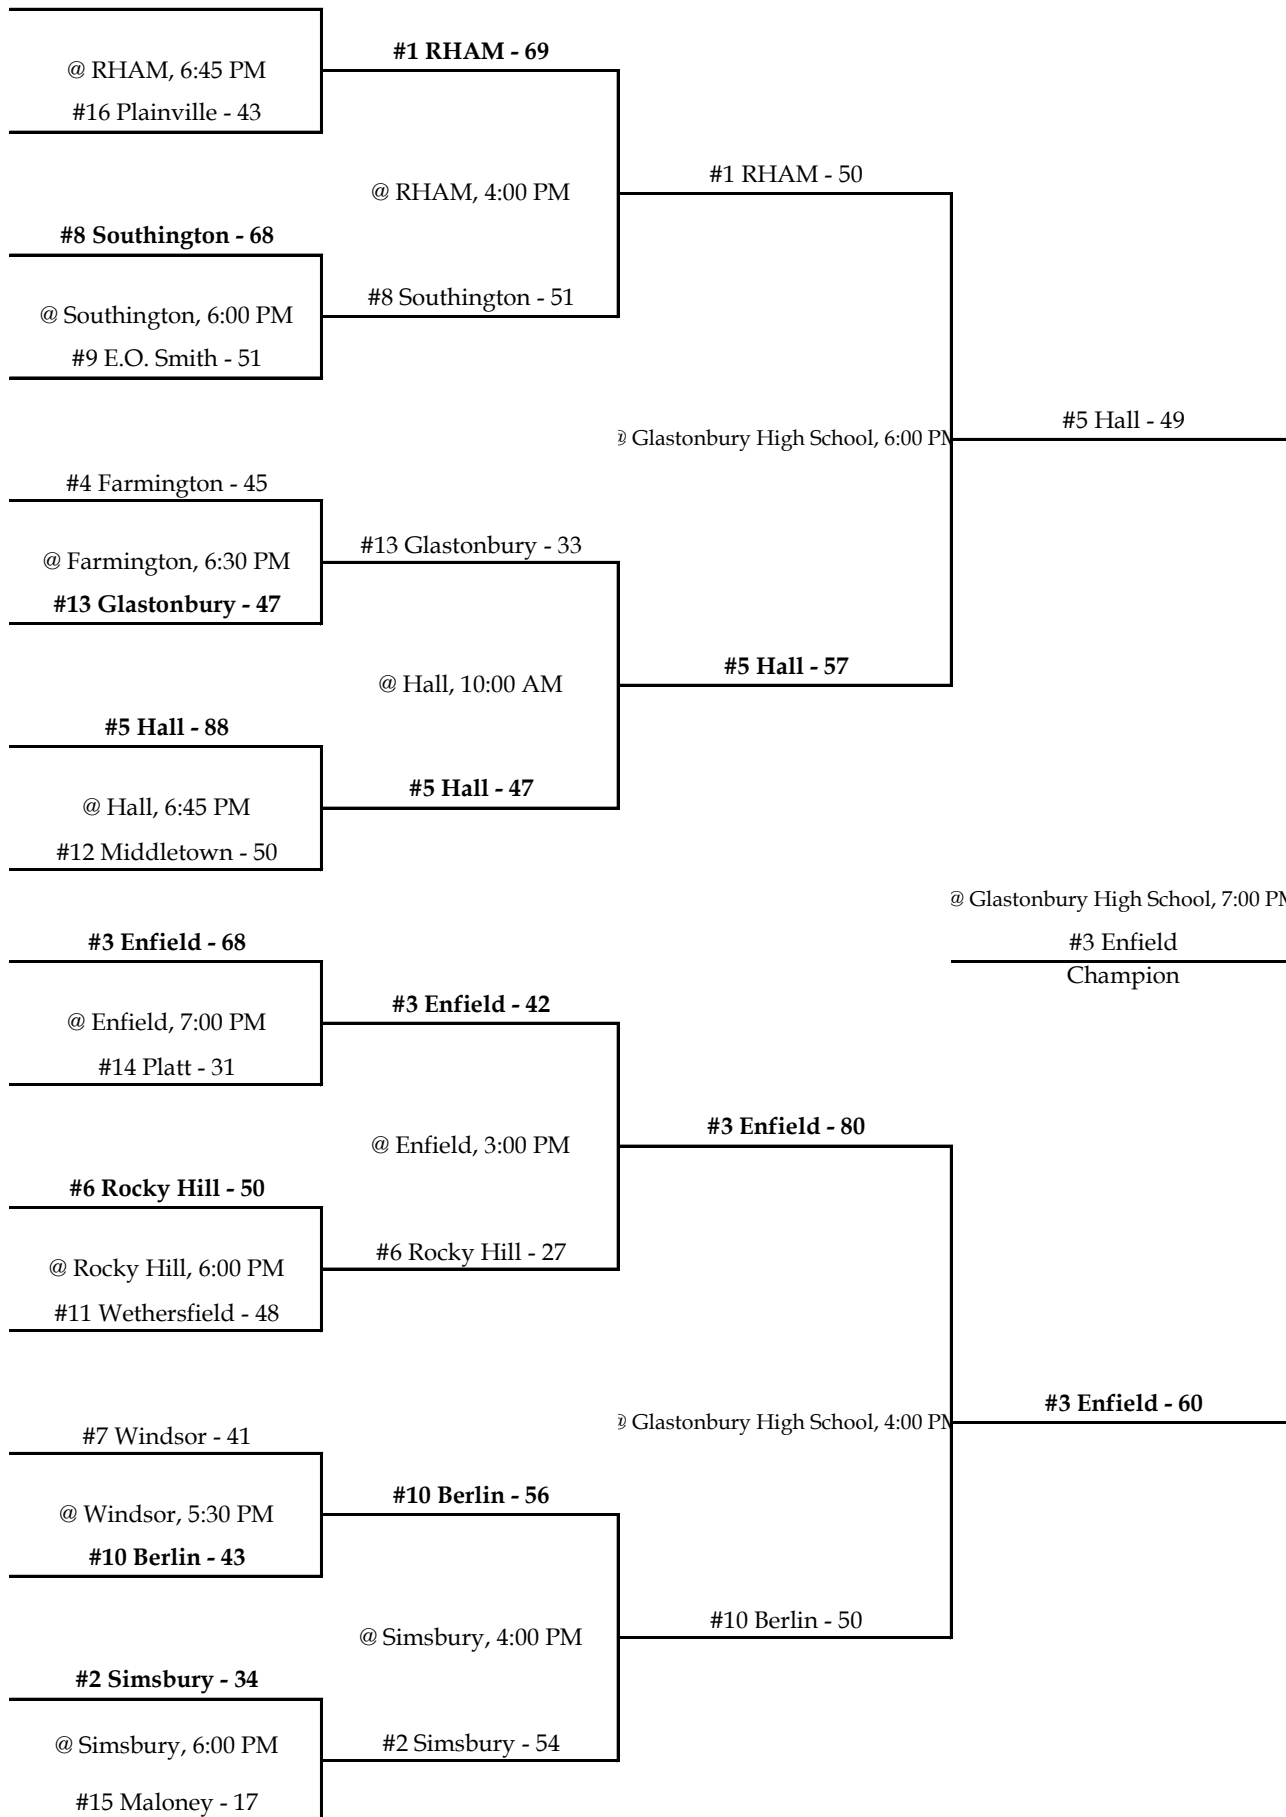 #1 RHAM - 69
@ RHAM, 6:45 PM
#16 Plainville - 43
#1 RHAM - 50
@ RHAM, 4:00 PM
#8 Southington - 68
#8 Southington - 51
@ Southington, 6:00 PM
#9 E.O. Smith - 51
#5 Hall - 49
@ Glastonbury High School, 6:00 PM
#4 Farmington - 45
#13 Glastonbury - 33
@ Farmington, 6:30 PM
#13 Glastonbury - 47
#5 Hall - 57
@ Hall, 10:00 AM
#5 Hall - 88
#5 Hall - 47
@ Hall, 6:45 PM
#12 Middletown - 50
@ Glastonbury High School, 7:00 PM
#3 Enfield
Champion
#3 Enfield - 68
#3 Enfield - 42
@ Enfield, 7:00 PM
#14 Platt - 31
#3 Enfield - 80
@ Enfield, 3:00 PM
#6 Rocky Hill - 50
#6 Rocky Hill - 27
@ Rocky Hill, 6:00 PM
#11 Wethersfield - 48
#3 Enfield - 60
@ Glastonbury High School, 4:00 PM
#7 Windsor - 41
#10 Berlin - 56
@ Windsor, 5:30 PM
#10 Berlin - 43
#10 Berlin - 50
@ Simsbury, 4:00 PM
#2 Simsbury - 34
#2 Simsbury - 54
@ Simsbury, 6:00 PM
#15 Maloney - 17